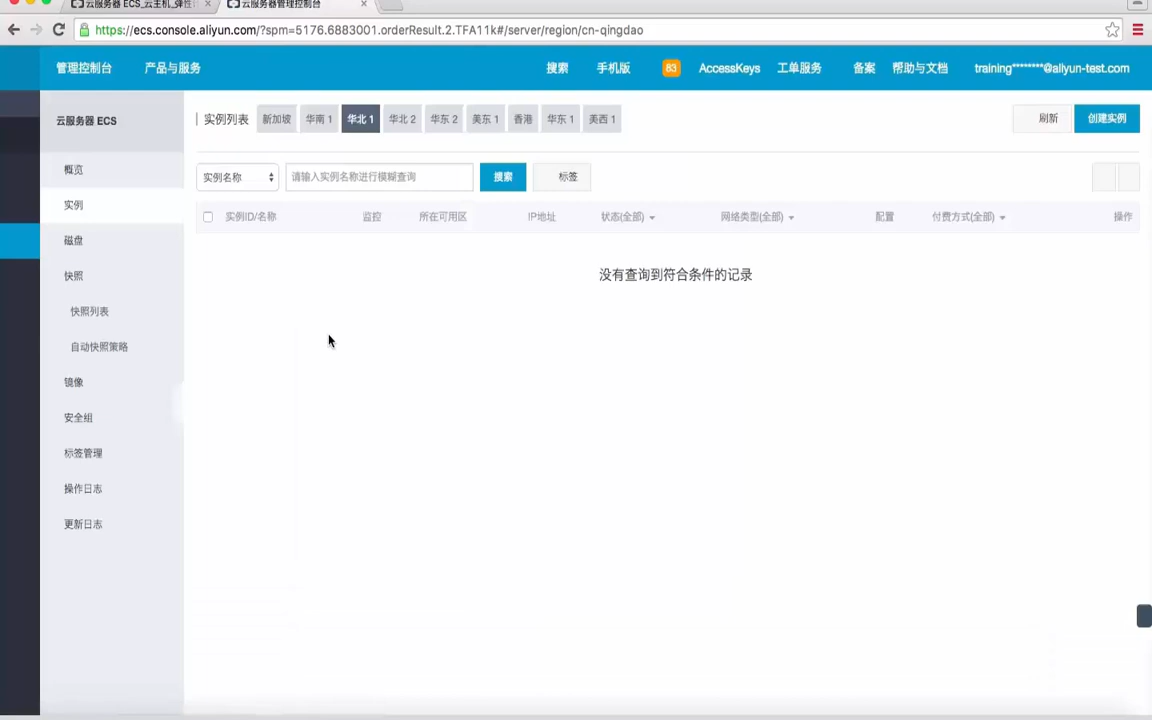 云服务器 ECS_云主机_弹性
云服务器管理控制台
https://ecs.console.aliyun.com/?spm=5176.6883001.orderResult.2.TFA11k#/server/region/cn-qingdao
管理控制台 产品与服务 搜索 手机版 83 AccessKeys 工单服务 备案 帮助与文档 training********@aliyun-test.com
云服务器 ECS
概览
实例
磁盘
快照
快照列表
自动快照策略
镜像
安全组
标签管理
操作日志
更新日志
实例列表 新加坡 华南 1 华北 1 华北 2 华东 2 美东 1 香港 华东 1 美西 1 刷新 创建实例
实例名称 请输入实例名称进行模糊查询 搜索 标签
实例ID/名称 监控 所在可用区 IP地址 状态(全部) 网络类型(全部) 配置 付费方式(全部) 操作
没有查询到符合条件的记录